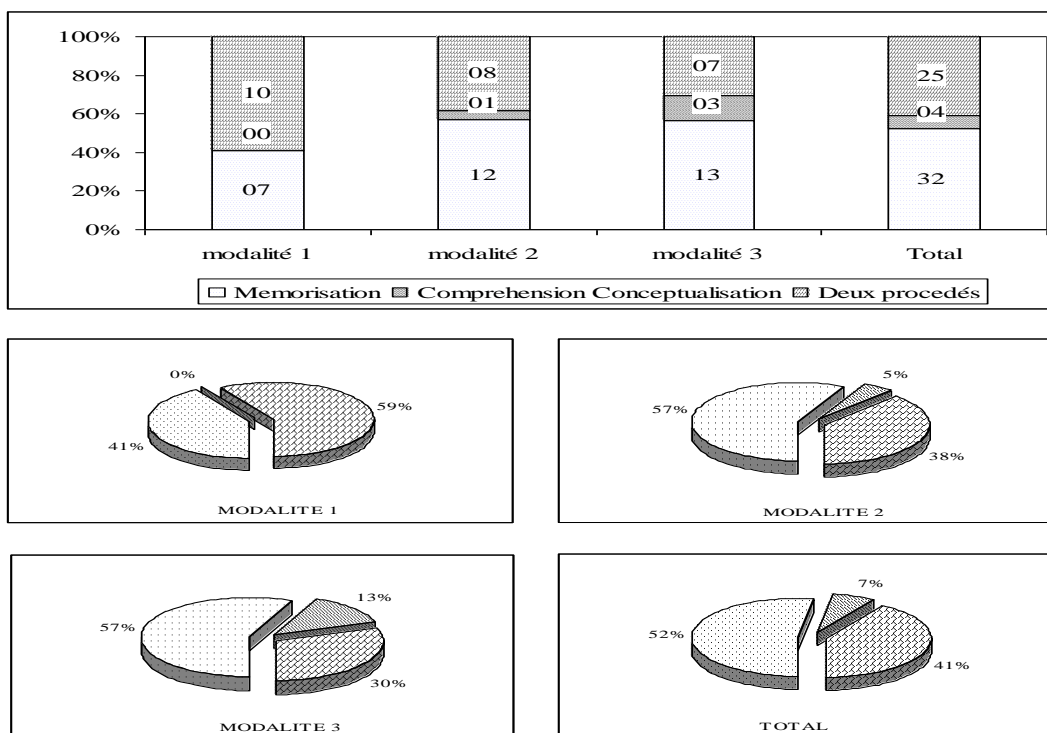 100%
10 08 07 25
80%
00 01 03 04
60%
40%
07 12 13 32
20%
0%
modalité 1 modalité 2 modalité 3 Total
Memorisation Comprehension Conceptualisation Deux procedés
0%
59%
41%
MODALITE 1
5%
57%
38%
MODALITE 2
13%
57%
30%
MODALITE 3
7%
52%
41%
TOTAL